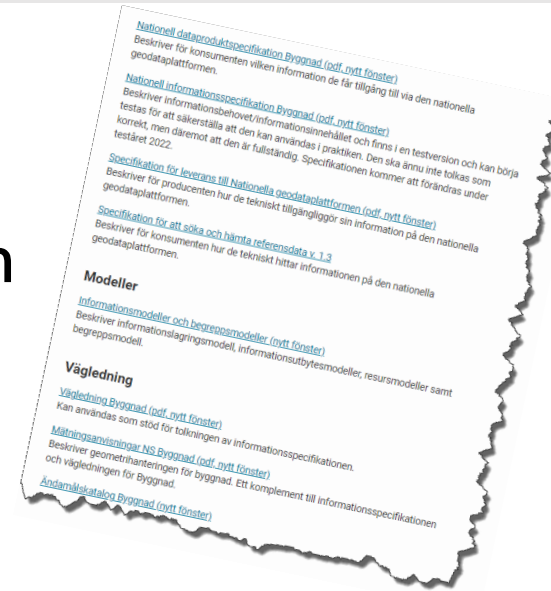 n
Nationell dataproduktspecifikation Byggnad (pdf, nytt fönster)
Beskriver för konsumenten vilken information de får tillgång till via den nationella
geodataplattformen.
Nationell informationsspecifikation Byggnad (pdf, nytt fönster)
Beskriver informationsbehovet/informationsinnehållet och finns i en testversion och kan börja
testas för att säkerställa att den kan användas i praktiken. Den ska ännu inte tolkas som
korrekt, men däremot att den är fullständig. Specifikationen kommer att förändras under
teståret 2022.
Specifikation för leverans till Nationella geodataplattformen (pdf, nytt fönster)
Beskriver för producenten hur de tekniskt tillgängliggör sin information på den nationella
geodataplattformen.
Specifikation för att söka och hämta referensdata v. 1.3
Beskriver för konsumenten hur de tekniskt hittar informationen på den nationella
geodataplattformen.
Modeller
Informationsmodeller och begreppsmodeller (nytt fönster)
Beskriver informationslagringsmodell, informationsutbytesmodeller, resursmodeller samt
begreppsmodell.
Vägledning
Vägledning Byggnad (pdf, nytt fönster)
Kan användas som stöd för tolkningen av informationsspecifikationen.
Mätningsanvisningar NS Byggnad (pdf, nytt fönster)
Beskriver geometrihanteringen för byggnad. Ett komplement till informationsspecifikationen
och vägledningen för Byggnad.
Ändamålskatalog Byggnad (nytt fönster)